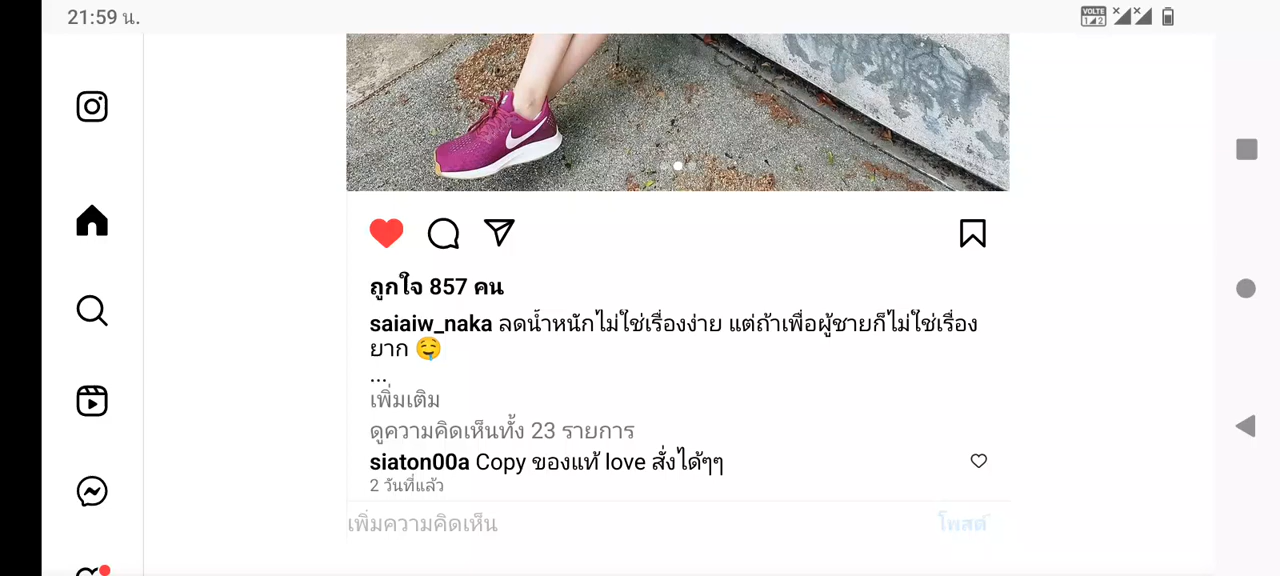 21:59 น.
VOLTE
1 2
ถูกใจ 857 คน
saiaiw_naka ลดน้ำหนักไม่ใช่เรื่องง่าย แต่ถ้าเพื่อผู้ชายก็ไม่ใช่เรื่อง
ยาก 🤤
...
เพิ่มเติม
ดูความคิดเห็นทั้ง 23 รายการ
siaton00a Copy ของแท้ love สั่งได้ๆๆ
2 วันที่แล้ว
เพิ่มความคิดเห็น
โพสต์